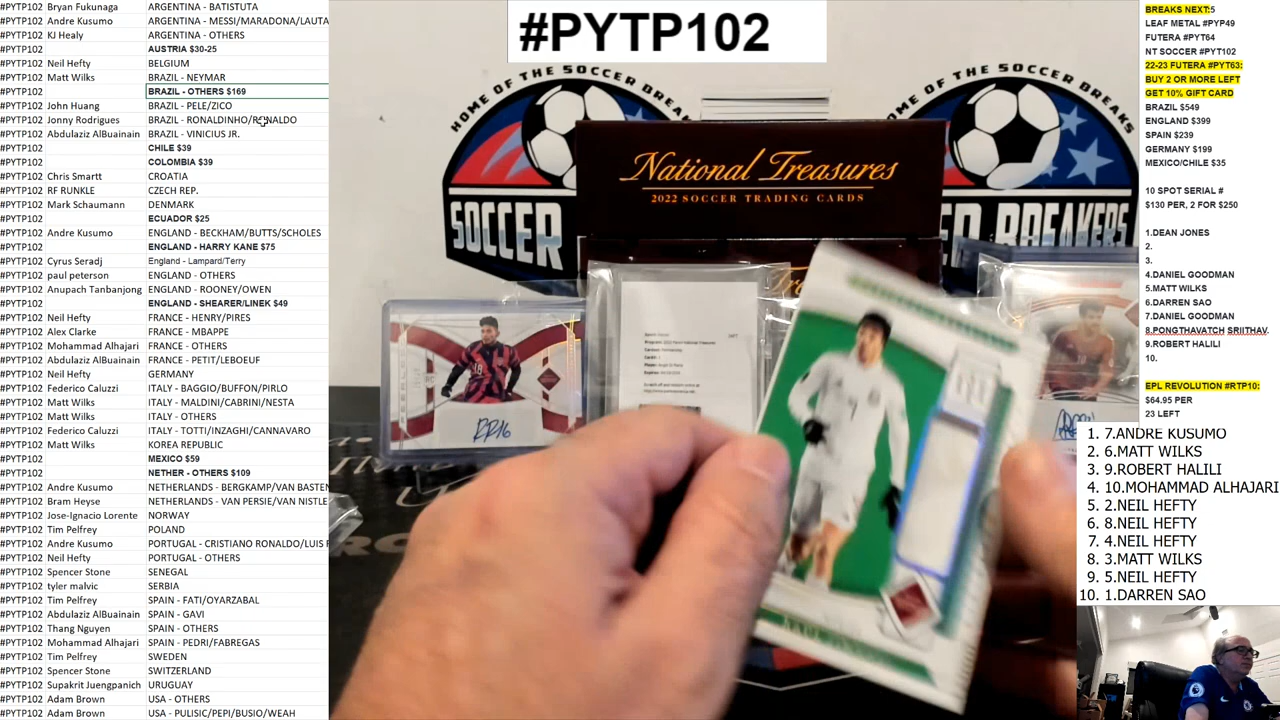 #PYTP102 Bryan Fukunaga ARGENTINA - BATISTUTA
#PYTP102 Andre Kusumo ARGENTINA - MESSI/MARADONA/LAUTA
#PYTP102 KJ Healy ARGENTINA - OTHERS
#PYTP102 AUSTRIA $30-25
#PYTP102 Neil Hefty BELGIUM
#PYTP102 Matt Wilks BRAZIL - NEYMAR
#PYTP102 BRAZIL - OTHERS $169
#PYTP102 John Huang BRAZIL - PELE/ZICO
#PYTP102 Jonny Rodrigues BRAZIL - RONALDINHO/RONALDO
#PYTP102 Abdulaziz AlBuainain BRAZIL - VINICIUS JR.
#PYTP102 CHILE $39
#PYTP102 COLOMBIA $39
#PYTP102 Chris Smartt CROATIA
#PYTP102 RF RUNKLE CZECH REP.
#PYTP102 Mark Schaumann DENMARK
#PYTP102 ECUADOR $25
#PYTP102 Andre Kusumo ENGLAND - BECKHAM/BUTTS/SCHOLES
#PYTP102 ENGLAND - HARRY KANE $75
#PYTP102 Cyrus Seradj England - Lampard/Terry
#PYTP102 paul peterson ENGLAND - OTHERS
#PYTP102 Anupach Tanbanjong ENGLAND - ROONEY/OWEN
#PYTP102 ENGLAND - SHEARER/LINEK $49
#PYTP102 Neil Hefty FRANCE - HENRY/PIRES
#PYTP102 Alex Clarke FRANCE - MBAPPE
#PYTP102 Mohammad Alhajari FRANCE - OTHERS
#PYTP102 Abdulaziz AlBuainain FRANCE - PETIT/LEBOEUF
#PYTP102 Neil Hefty GERMANY
#PYTP102 Federico Caluzzi ITALY - BAGGIO/BUFFON/PIRLO
#PYTP102 Matt Wilks ITALY - MALDINI/CABRINI/NESTA
#PYTP102 Matt Wilks ITALY - OTHERS
#PYTP102 Federico Caluzzi ITALY - TOTTI/INZAGHI/CANNAVARO
#PYTP102 Matt Wilks KOREA REPUBLIC
#PYTP102 MEXICO $59
#PYTP102 NETHER - OTHERS $109
#PYTP102 Andre Kusumo NETHERLANDS - BERGKAMP/VAN BASTEN
#PYTP102 Bram Heyse NETHERLANDS - VAN PERSIE/VAN NISTLE
#PYTP102 Jose-Ignacio Lorente NORWAY
#PYTP102 Tim Pelfrey POLAND
#PYTP102 Andre Kusumo PORTUGAL - CRISTIANO RONALDO/LUIS F
#PYTP102 Neil Hefty PORTUGAL - OTHERS
#PYTP102 Spencer Stone SENEGAL
#PYTP102 tyler malvic SERBIA
#PYTP102 Tim Pelfrey SPAIN - FATI/OYARZABAL
#PYTP102 Abdulaziz AlBuainain SPAIN - GAVI
#PYTP102 Thang Nguyen SPAIN - OTHERS
#PYTP102 Mohammed Alhajari SPAIN - PEDRI/FABREGAS
#PYTP102 Tim Pelfrey SWEDEN
#PYTP102 Spencer Stone SWITZERLAND
#PYTP102 Supakrit Juengpanich URUGUAY
#PYTP102 Adam Brown USA - OTHERS
#PYTP102 Adam Brown USA - PULISIC/PEPI/BUSIO/WEAH
#PYTP102
HOME OF THE SOCCER BREAKERS
HOME OF THE SOCCER BREAKERS
SOCCER
BREAKERS
National Treasures
2022 SOCCER TRADING CARDS
BREAKS NEXT:5
LEAF METAL #PYP49
FUTERA #PYT64
NT SOCCER #PYT102
22-23 FUTERA #PYT63:
BUY 2 OR MORE LEFT
GET 10% GIFT CARD
BRAZIL $549
ENGLAND $399
SPAIN $239
GERMANY $199
MEXICO/CHILE $35
10 SPOT SERIAL #
$130 PER, 2 FOR $250
1.DEAN JONES
2.
3.
4.DANIEL GOODMAN
5.MATT WILKS
6.DARREN SAO
7.DANIEL GOODMAN
8.PONGTHAVATCH SRIITHAV.
9.ROBERT HALILI
10.
EPL REVOLUTION #RTP10:
$64.95 PER
23 LEFT
1. 7.ANDRE KUSUMO
2. 6.MATT WILKS
3. 9.ROBERT HALILI
4. 10.MOHAMMAD ALHAJARI
5. 2.NEIL HEFTY
6. 8.NEIL HEFTY
7. 4.NEIL HEFTY
8. 3.MATT WILKS
9. 5.NEIL HEFTY
10. 1.DARREN SAO